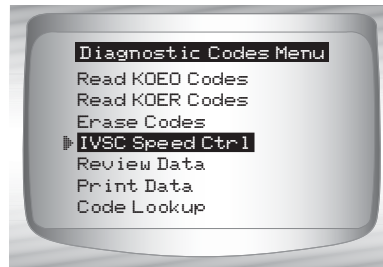 Diagnostic Codes Menu
Read KOEO Codes
Read KOER Codes
Erase Codes
IVSC Speed Ctrl
Review Data
Print Data
Code Lookup